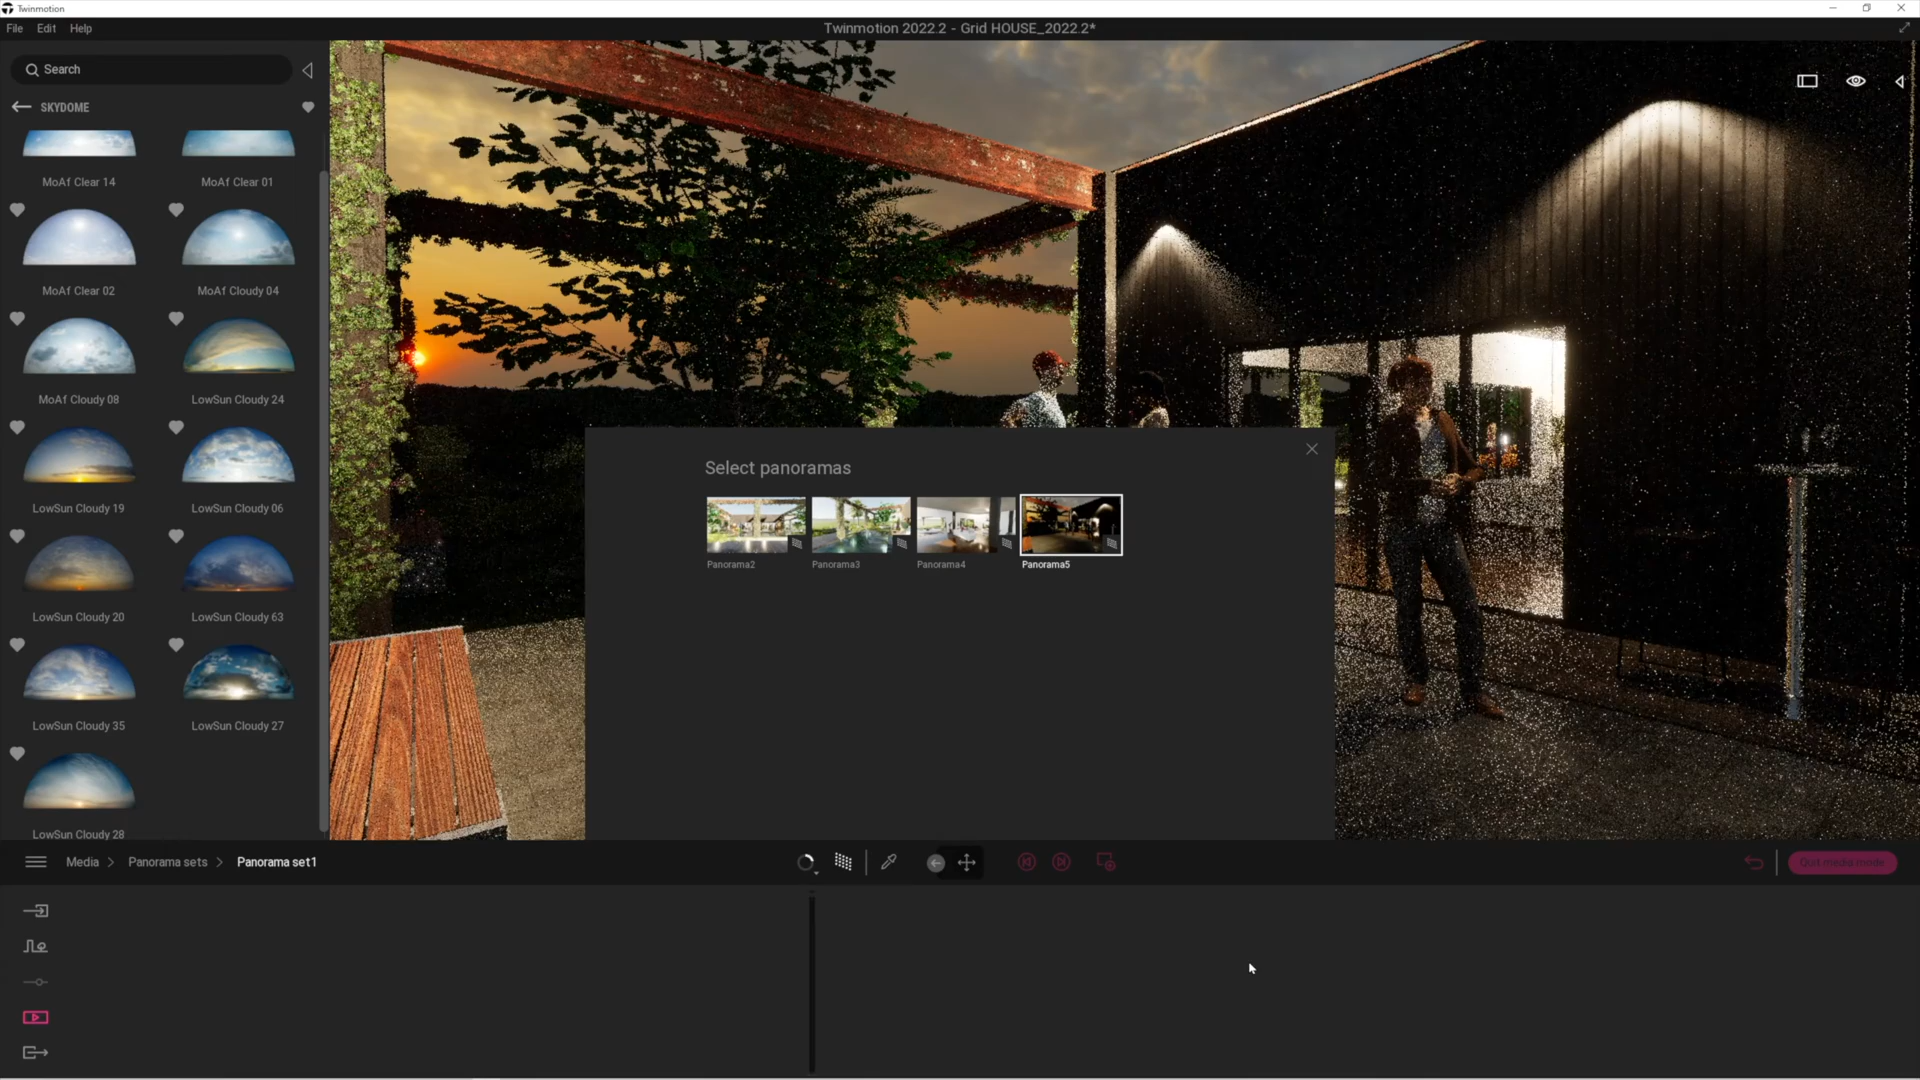 Twinmotion
File Edit Help
Twinmotion 2022.2 - Grid HOUSE_2022.2*
Search
SKYDOME
MoAf Clear 14
MoAf Clear 01
MoAf Clear 02
MoAf Cloudy 04
MoAf Cloudy 08
LowSun Cloudy 24
LowSun Cloudy 19
LowSun Cloudy 06
LowSun Cloudy 20
LowSun Cloudy 63
LowSun Cloudy 35
LowSun Cloudy 27
LowSun Cloudy 28
Select panoramas
Panorama2
Panorama3
Panorama4
Panorama5
Media > Panorama sets > Panorama set1
Quit media mode